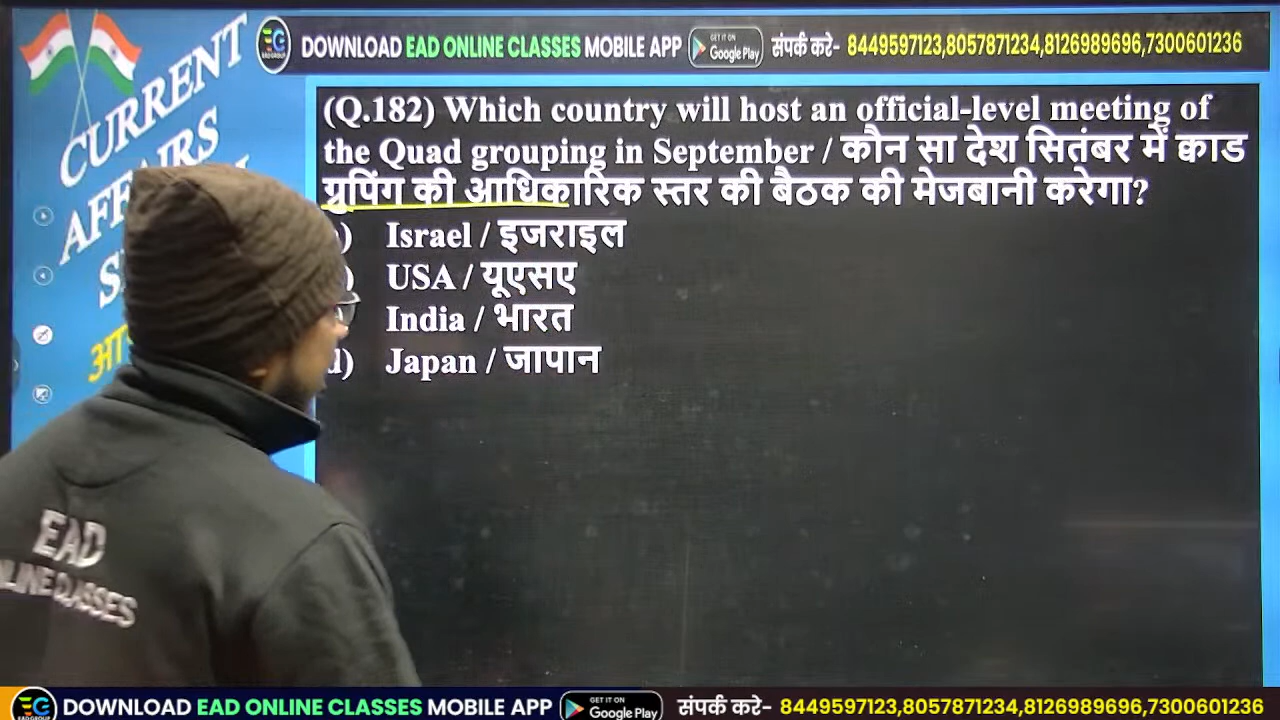 DOWNLOAD EAD ONLINE CLASSES MOBILE APP GET IT ON Google Play संपर्क करे- 8449597123,8057871234,8126989696,7300601236
CURRENT
(Q.182) Which country will host an official-level meeting of
the Quad grouping in September / कौन सा देश सितंबर में क्वाड
ग्रुपिंग की आधिकारिक स्तर की बैठक की मेजबानी करेगा?
Israel / इजराइल
USA / यूएसए
India / भारत
d) Japan / जापान
EAD
CLASSES
DOWNLOAD EAD ONLINE CLASSES MOBILE APP GET IT ON Google Play संपर्क करे- 8449597123,8057871234,8126989696,7300601236